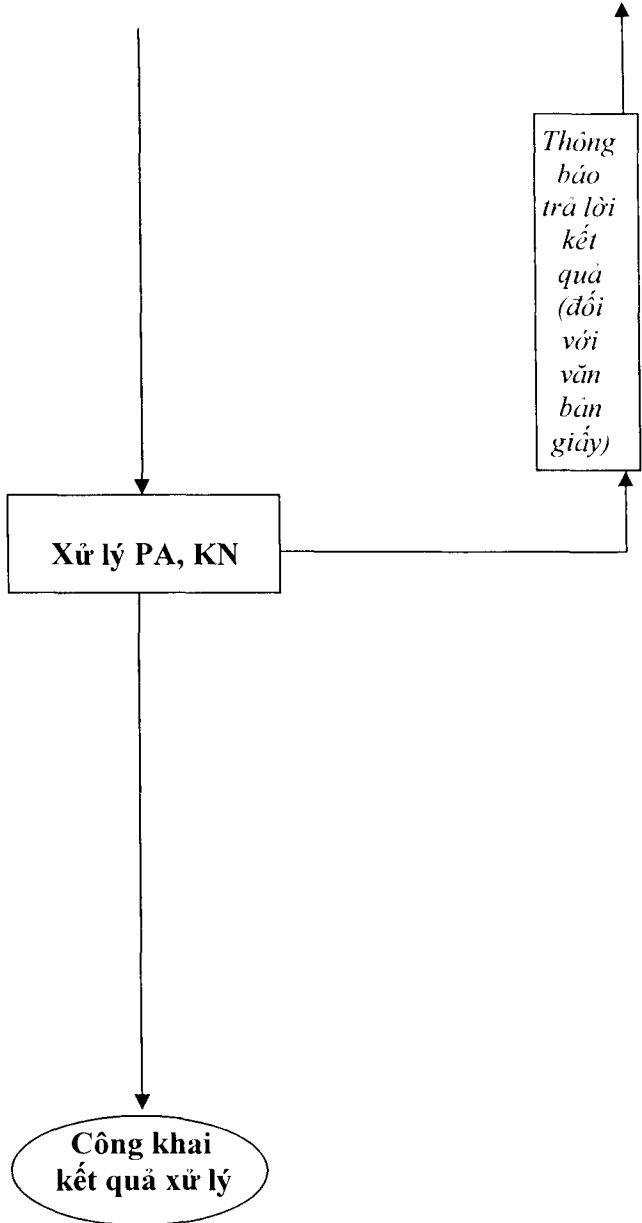 Thông
báo
trả lời
kết
quả
(đối
với
văn
bản
giấy)
Xử lý PA, KN
Công khai
kết quả xử lý